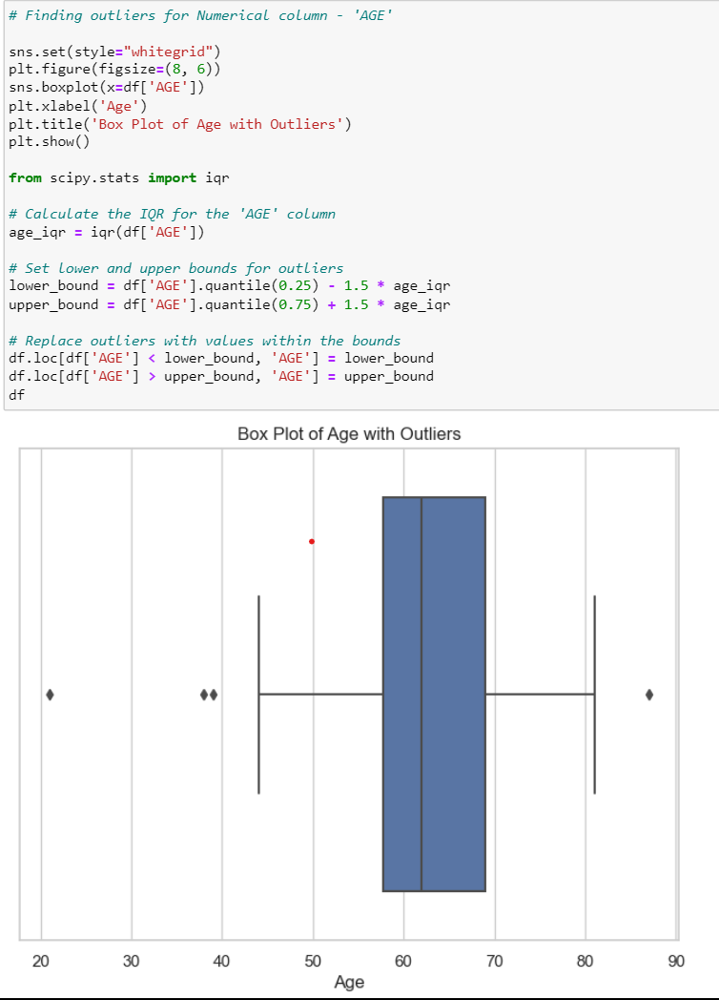 # Finding outliers for Numerical column - 'AGE'
sns.set(style="whitegrid")
plt.figure(figsize=(8, 6))
sns.boxplot(x=df['AGE'])
plt.xlabel('Age')
plt.title('Box Plot of Age with Outliers')
plt.show()
from scipy.stats import iqr
# Calculate the IQR for the 'AGE' column
age_iqr = iqr(df['AGE'])
# Set lower and upper bounds for outliers
lower_bound = df['AGE'].quantile(0.25) - 1.5 * age_iqr
upper_bound = df['AGE'].quantile(0.75) + 1.5 * age_iqr
# Replace outliers with values within the bounds
df.loc[df['AGE'] < lower_bound, 'AGE'] = lower_bound
df.loc[df['AGE'] > upper_bound, 'AGE'] = upper_bound
df
Box Plot of Age with Outliers
20 30 40 50 60 70 80 90
Age